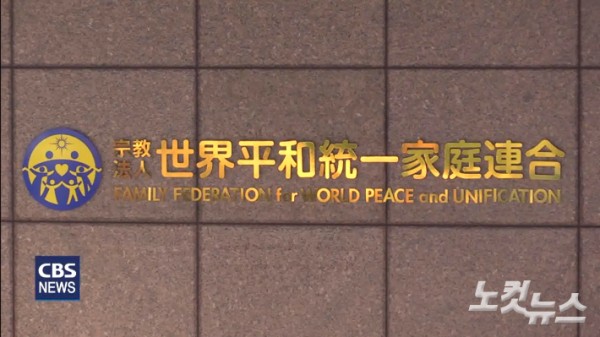 宗教
法人
世界平和統一家庭連合
FAMILY FEDERATION for WORLD PEACE and UNIFICATION
CBS
NEWS
노컷뉴스